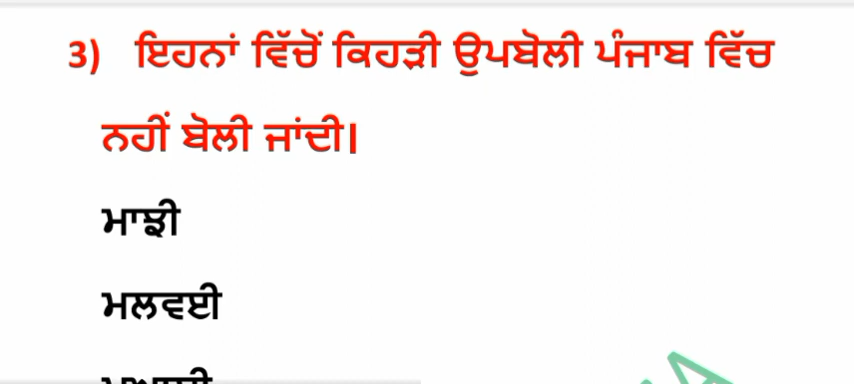 3) ਇਹਨਾਂ ਵਿੱਚੋਂ ਕਿਹੜੀ ਉਪਬੋਲੀ ਪੰਜਾਬ ਵਿੱਚ
ਨਹੀਂ ਬੋਲੀ ਜਾਂਦੀ।
ਮਾਝੀ
ਮਲਵਈ